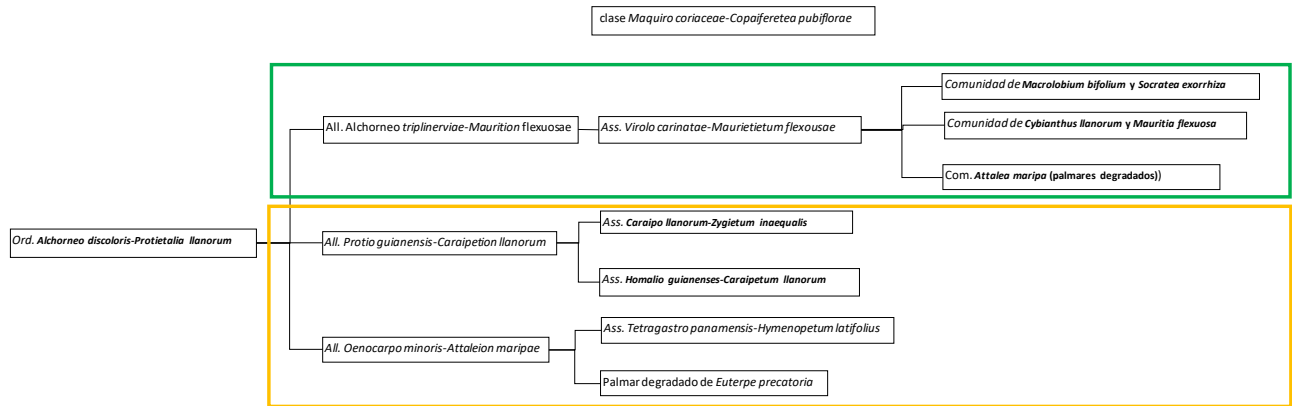 clase Maquiro coriaceae-Copaiferetea pubiflorae
Comunidad de Macrolobium bifolium y Socratea exorrhiza
All. Alchorneo triplinerviae-Maurition flexuosae
Ass. Virolo carinatae-Maurietietum flexousae
Comunidad de Cybianthus llanorum y Mauritia flexuosa
Com. Attalea maripa (palmares degradados))
Ord. Alchorneo discoloris-Protietalia llanorum
All. Protio guianensis-Caraipetion llanorum
Ass. Caraipo llanorum-Zygietum inaequalis
Ass. Homalio guianenses-Caraipetum llanorum
All. Oenocarpo minoris-Attaleion maripae
Ass. Tetragastro panamensis-Hymenopetum latifolius
Palmar degradado de Euterpe precatoria